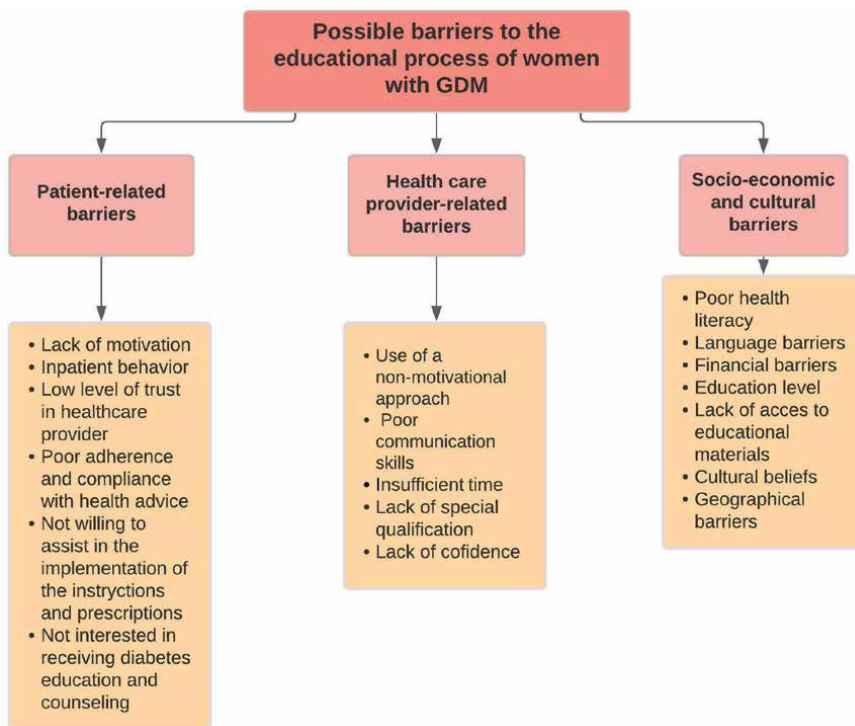 Possible barriers to the
educational process of women
with GDM
Patient-related
barriers
Health care
provider-related
barriers
Socio-economic
and cultural
barriers
• Lack of motivation
• Inpatient behavior
• Low level of trust
in healthcare
provider
• Poor adherence
and compliance
with health advice
• Not willing to
assist in the
implementation of
the instryctions
and prescriptions
• Not interested in
receiving diabetes
education and
counseling
• Use of a
non-motivational
approach
• Poor
communication
skills
• Insufficient time
• Lack of special
qualification
• Lack of cofidence
• Poor health
literacy
• Language barriers
• Financial barriers
• Education level
• Lack of acces to
educational
materials
• Cultural beliefs
• Geographical
barriers